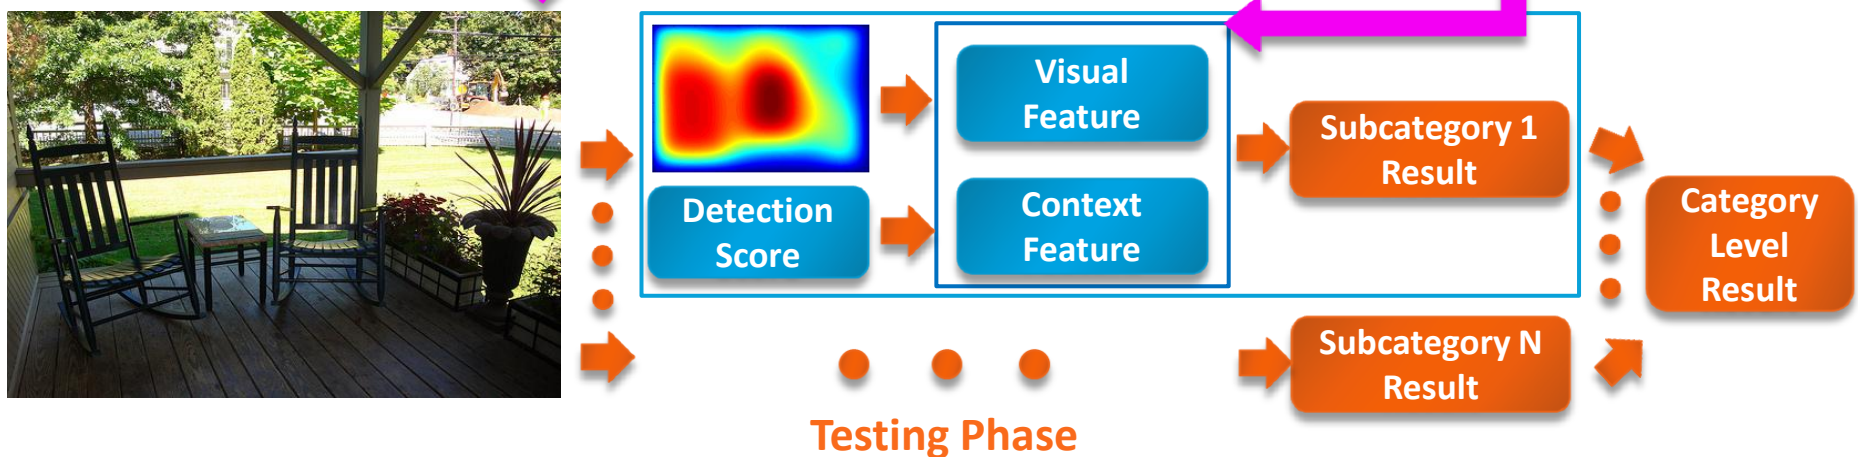 Visual
Feature
Detection
Score
Context
Feature
Subcategory 1
Result
Subcategory N
Result
Category
Level
Result
Testing Phase